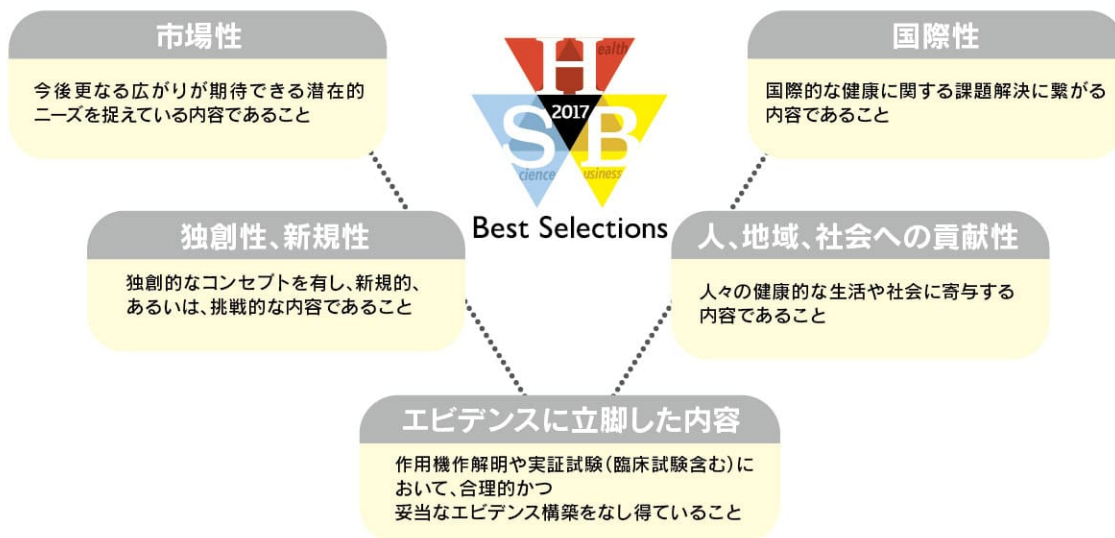 市場性
今後更なる広がりが期待できる潜在的
ニーズを捉えている内容であること
国際性
国際的な健康に関する課題解決に繋がる
内容であること
Health
2017
Science
Business
Best Selections
独創性、新規性
独創的なコンセプトを有し、新規的、
あるいは、挑戦的な内容であること
人、地域、社会への貢献性
人々の健康的な生活や社会に寄与する
内容であること
エビデンスに立脚した内容
作用機作解明や実証試験(臨床試験含む)に
おいて、合理的かつ
妥当なエビデンス構築をなし得ていること